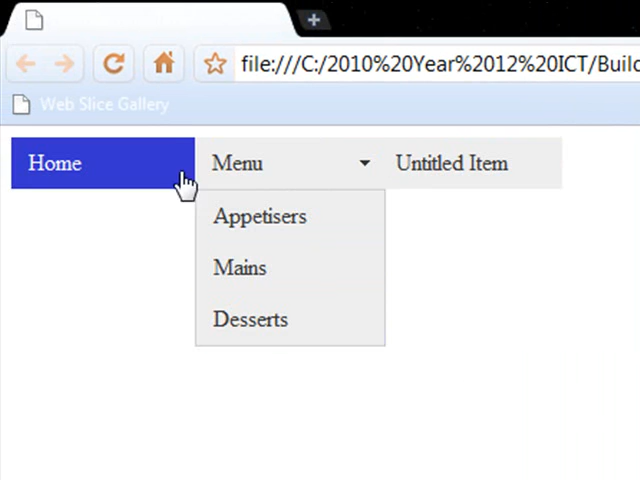 file:///C:/2010%20Year%2012%20ICT/Build
Web Slice Gallery
Home
Menu
Untitled Item
Appetisers
Mains
Desserts